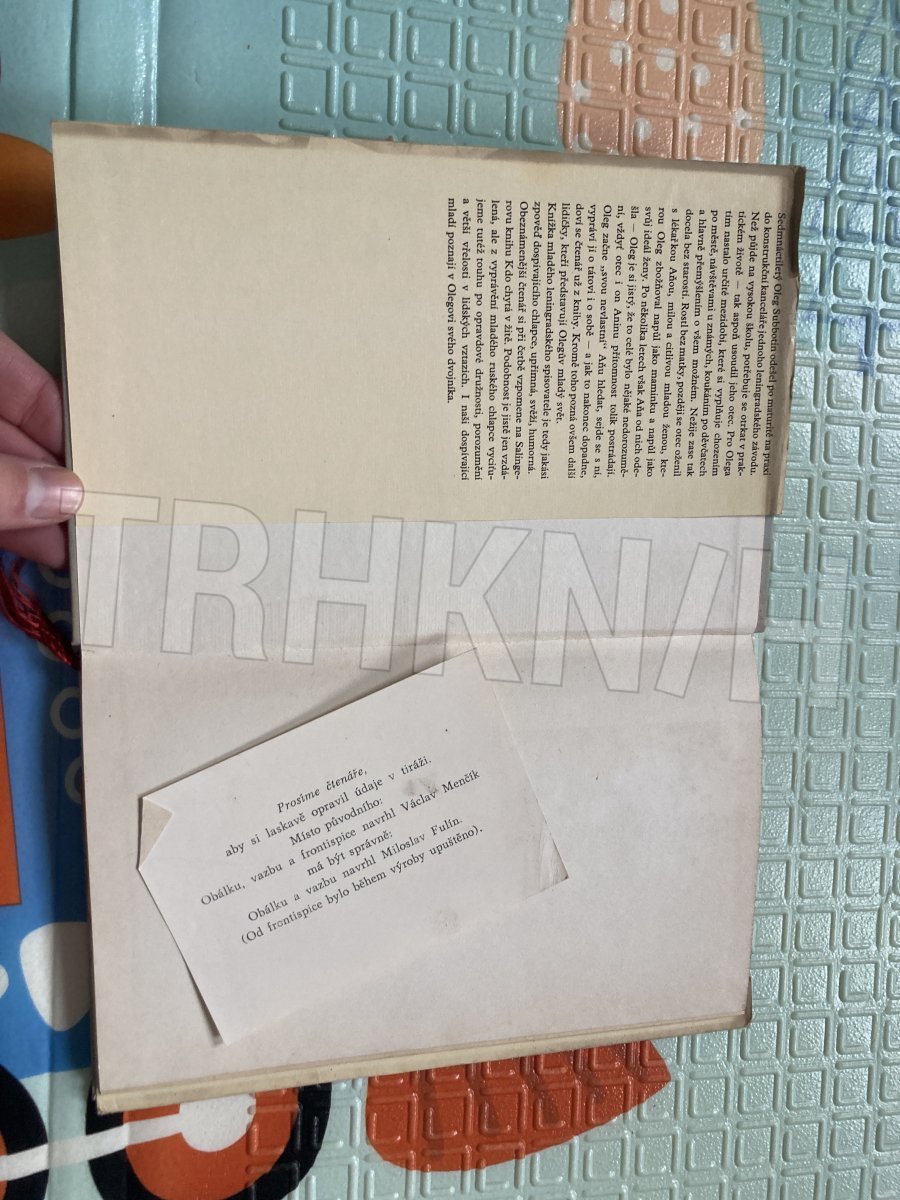 Sedmnáctiletý Oleg Subbotin odešel po maturitě na praxi
do konstrukční kanceláře jednoho leningradského závodu.
Než půjde na vysokou školu, potřebuje se otrkat v prak-
tickém životě — tak aspoň usoudil jeho otec. Pro Olega
tím nastalo určité mezidobí, které si vyplňuje chozením
po městě, návštěvami u známých, koukáním po děvčatech
a hlavně přemýšlením o všem možném. Nežije zase tak
docela bez starostí. Rostl bez matky, později se otec oženil
s lékařkou Aňou, milou a citlivou mladou ženou, kte-
rou Oleg zbožňoval napůl jako maminku a napůl jako
svůj ideál ženy. Po několika letech však Aňa od nich ode-
šla — Oleg je si jistý, že to celé bylo nějaké nedorozumě-
ní, vždyť otec i on Aninu přítomnost tolik postrádají.
Oleg začne „svou nevlastní“ Aňu hledat, sejde se s ní,
vypráví jí o tátovi i o sobě — a jak to nakonec dopadne,
doví se čtenář už z knihy. Kromě toho pozná ovšem další
lidičky, kteří představují Olegův mladý svět.
Knížka mladého leningradského spisovatele je tedy jakási
zpověď dospívajícího chlapce, upřímná, svěží, humorná
Obeznámenější čtenář si při četbě vzpomene na Salinge-
rovu knihu Kdo chytá v žitě. Podobnost je jistě jen vzdá-
lená, ale z vyprávění mladého ruského chlapce vyciťu-
jeme tutéž touhu po opravdové družnosti, porozumění
a větší vřelosti v lidských vztazích. I naši dospívající
mladí poznají v Olegovi svého dvojníka.
Prosíme čtenáře,
aby si laskavě opravil údaje v tiráži.
Místo původního:
Obálku, vazbu a frontispice navrhl Václav Menčík
má být správně:
Obálku a vazbu navrhl Miloslav Fulín.
(Od frontispice bylo během výroby upuštěno).